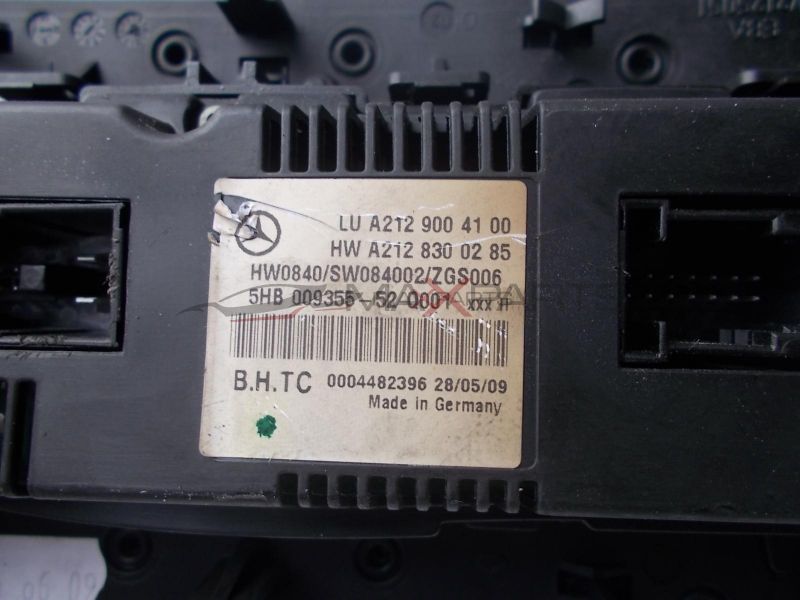 LU A212 900 41 00
HW A212 830 02 85
HW0840/SW084002/ZGS006
5HB 009355-52 0001 xxx
B.H.TC 0004482396 28/05/09
Made in Germany